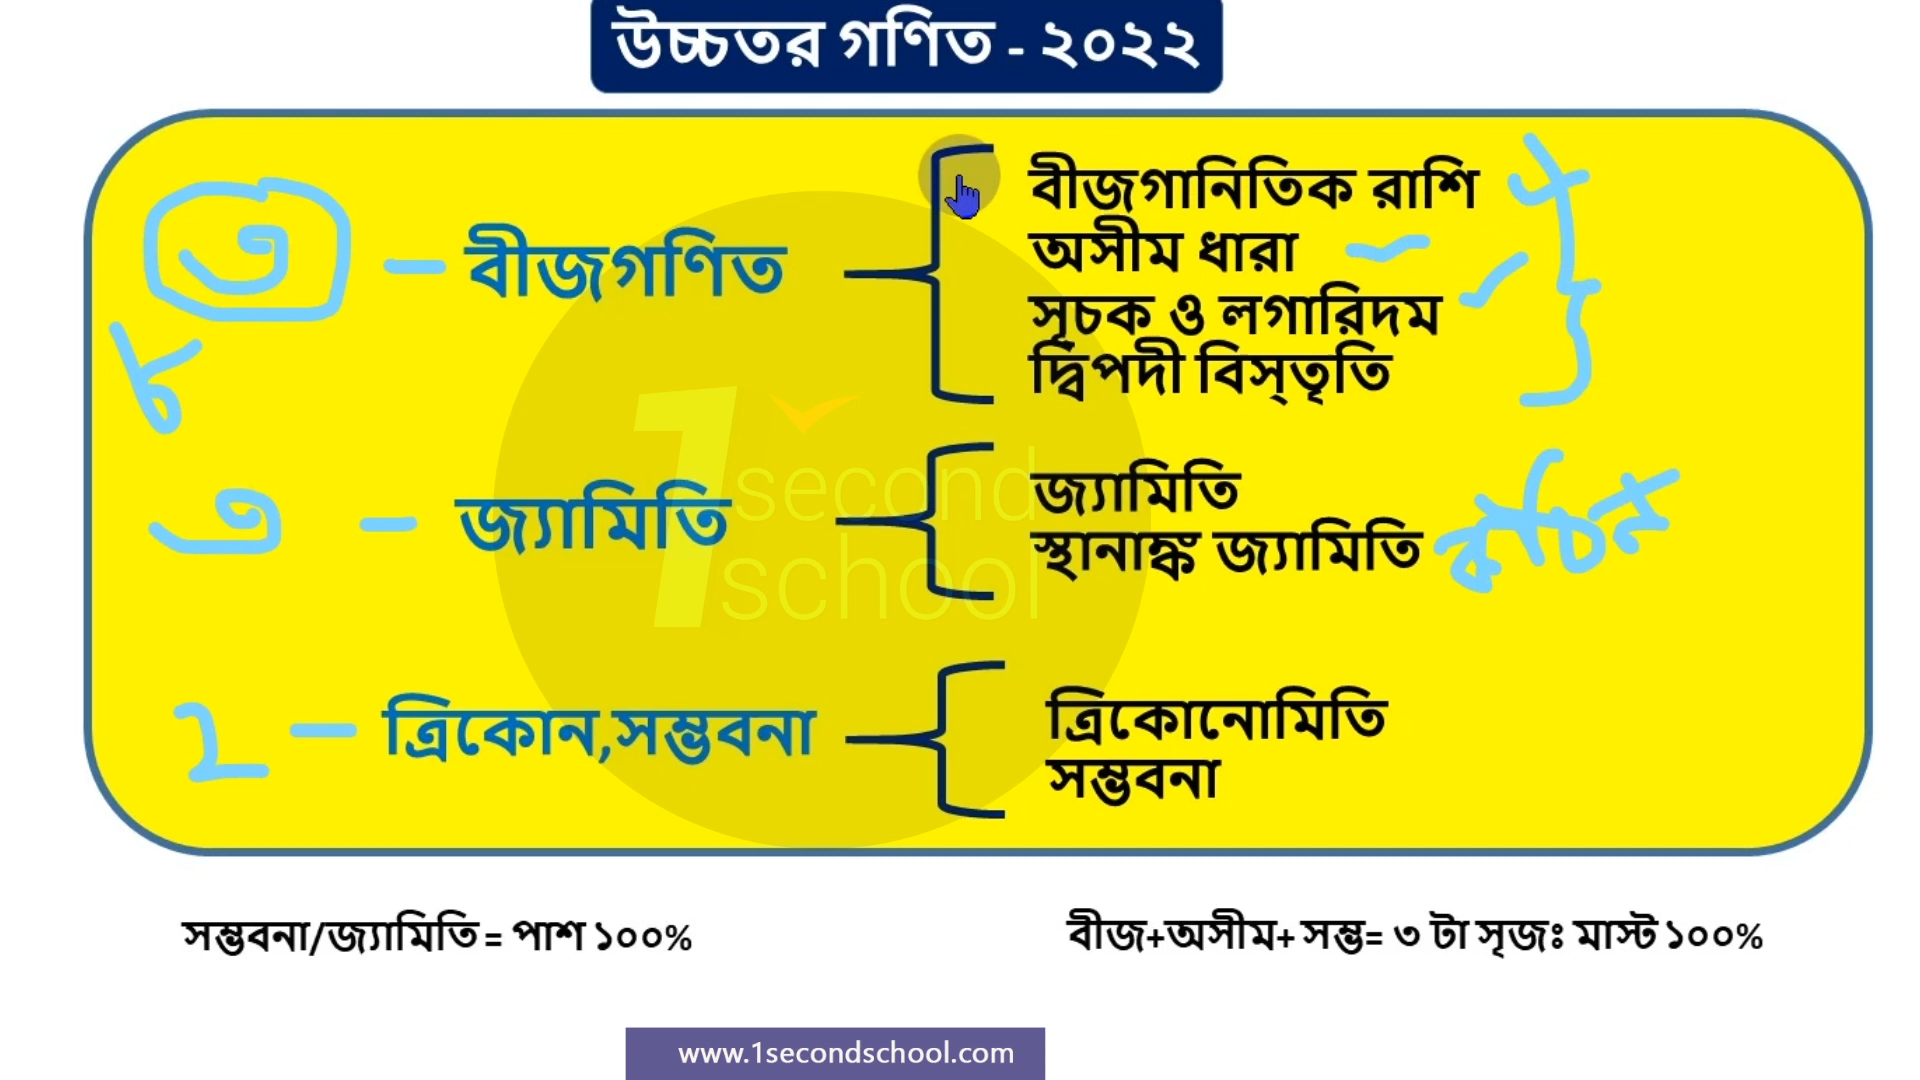 উচ্চতর গণিত - ২০২২
৩ – বীজগণিত
বীজগানিতিক রাশি
অসীম ধারা
সূচক ও লগারিদম
দ্বিপদী বিস্তৃতি
৩ – জ্যামিতি
জ্যামিতি
স্থানাঙ্ক জ্যামিতি
২ – ত্রিকোন,সম্ভবনা
ত্রিকোনোমিতি
সম্ভবনা
1 second school
সম্ভবনা/জ্যামিতি = পাশ ১০০%
বীজ+অসীম+ সম্ভ= ৩ টা সৃজঃ মাস্ট ১০০%
www.1secondschool.com